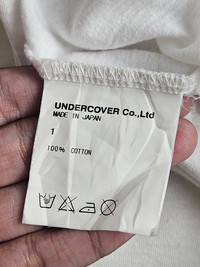 UNDERCOVER Co.,Ltd
MADE IN JAPAN
1
100% COTTON